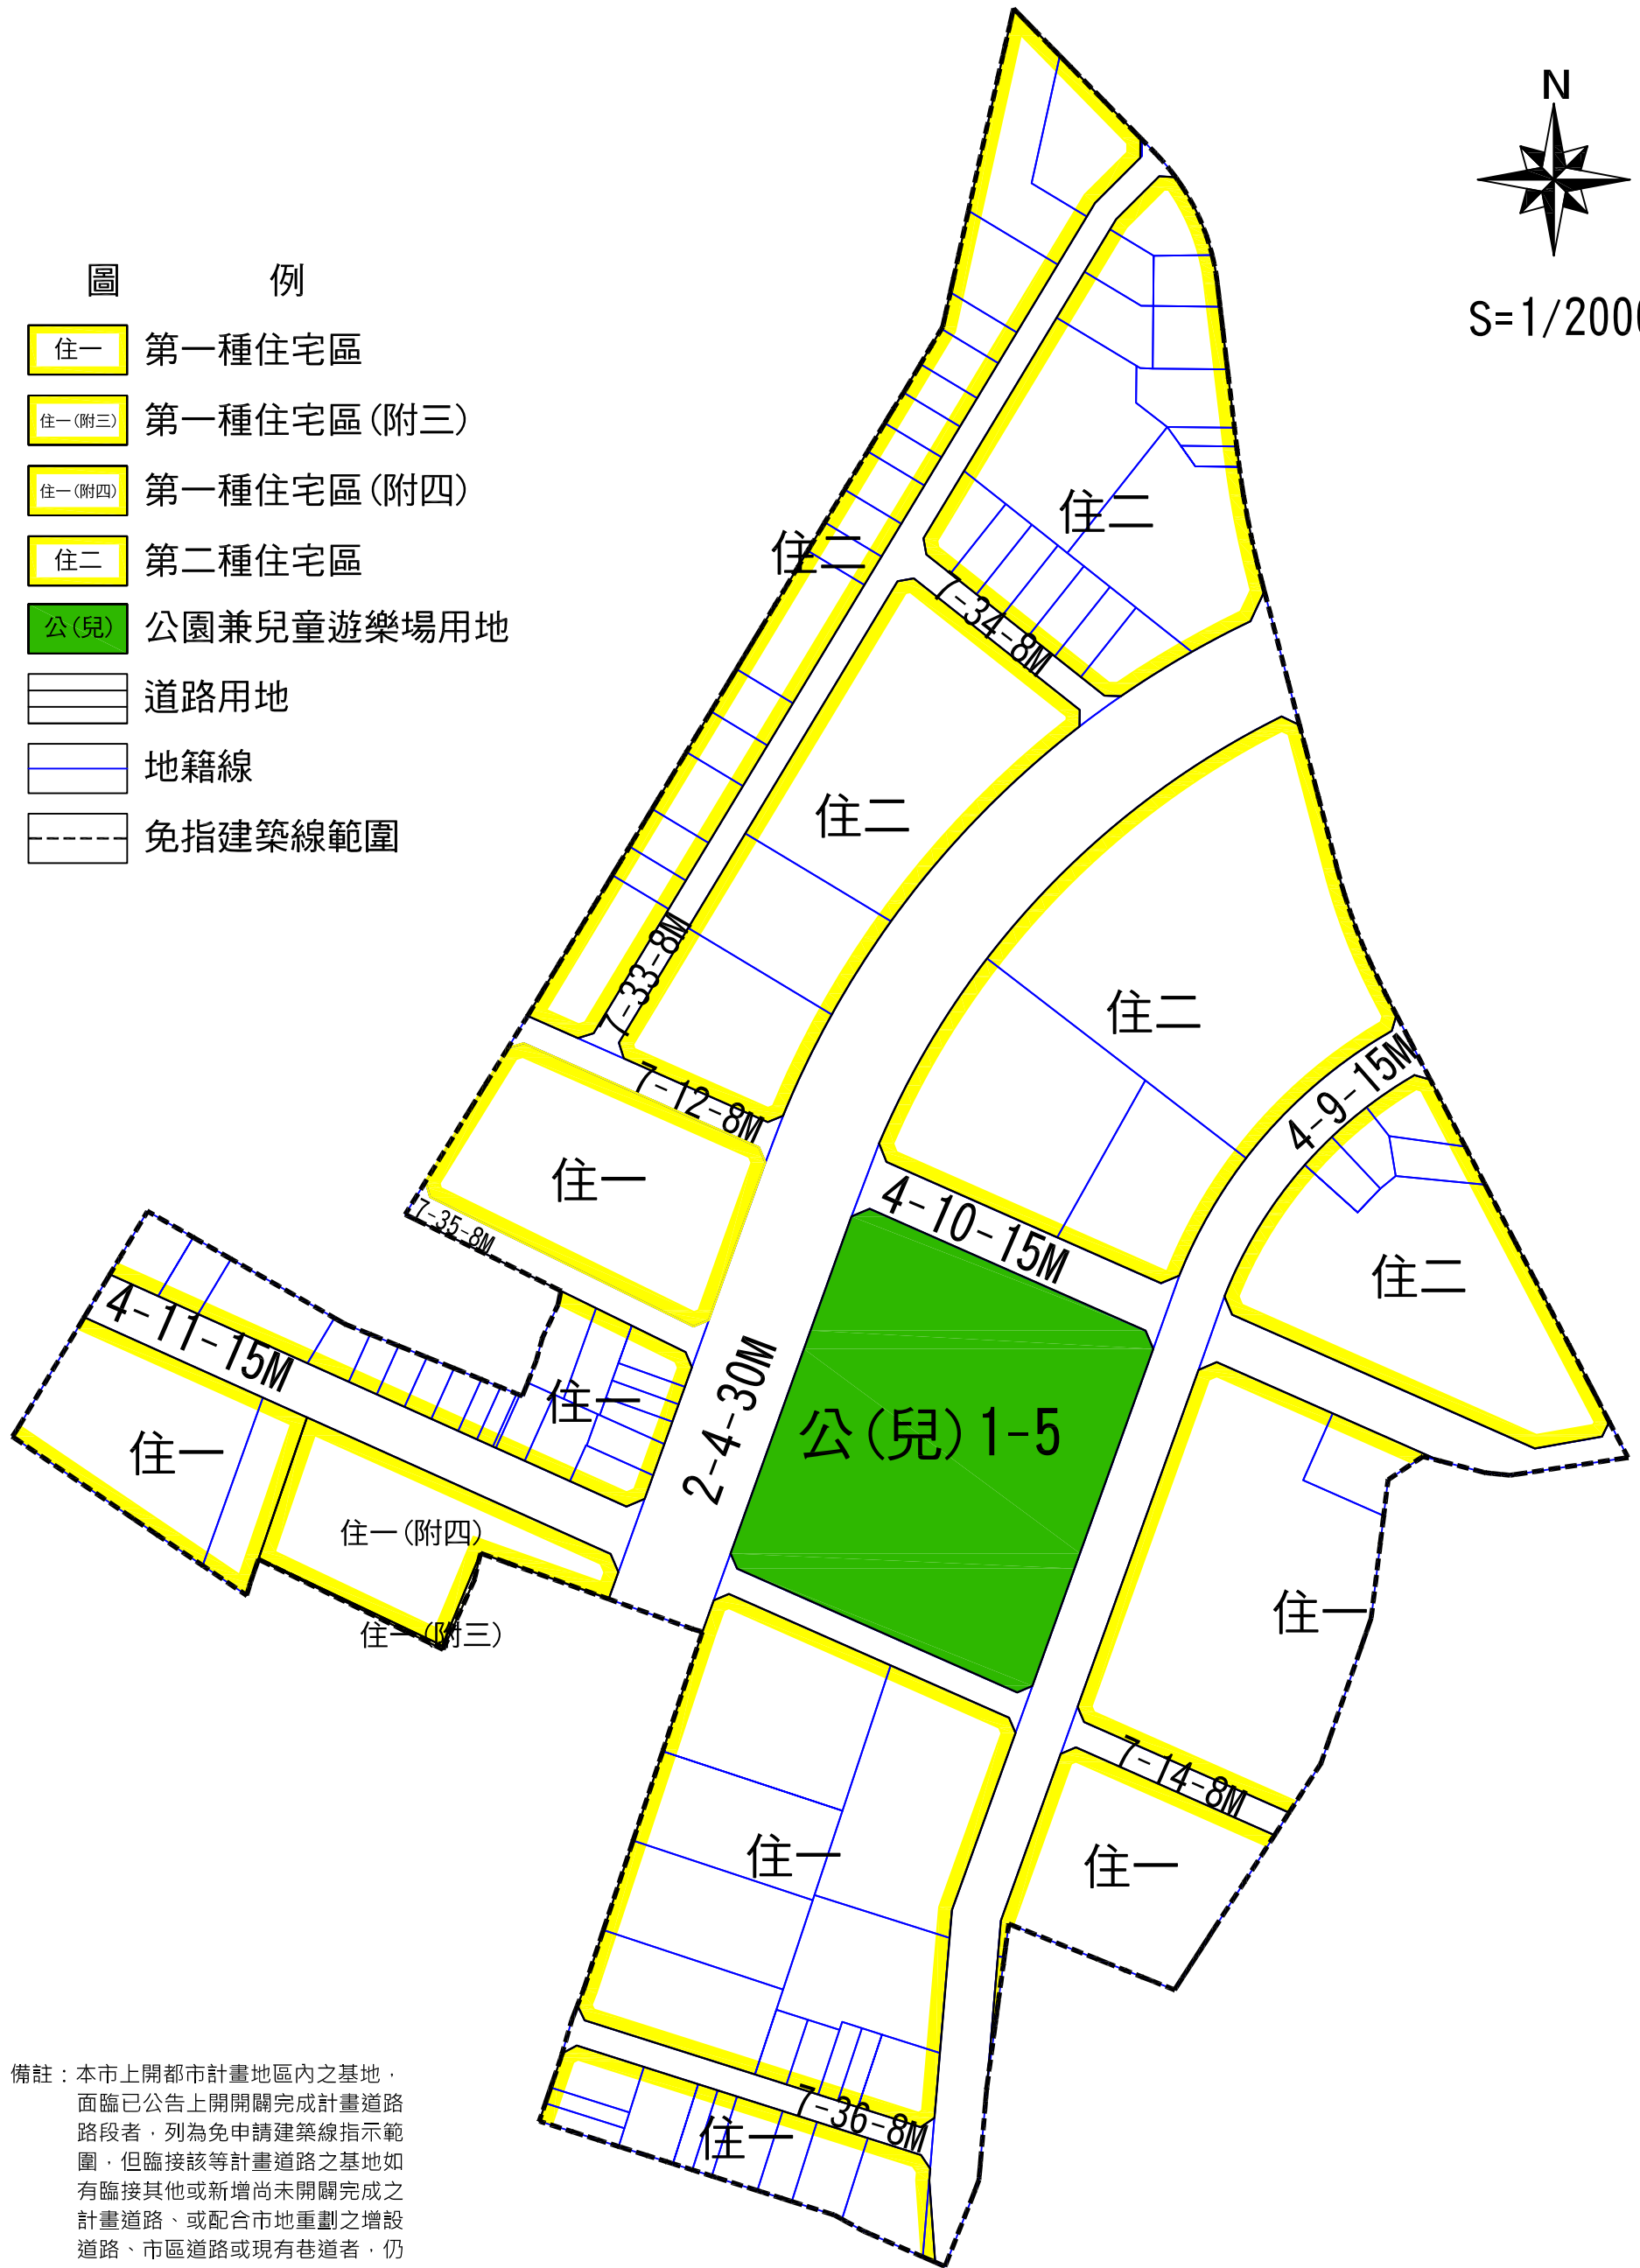 N
S=1/2000
圖 例
住一 第一種住宅區
住一(附三) 第一種住宅區(附三)
住一(附四) 第一種住宅區(附四)
住二 第二種住宅區
公(兒) 公園兼兒童遊樂場用地
道路用地
地籍線
免指建築線範圍
住二
住二
7-34-8M
住二
7-33-8M
住二
4-9-15M
7-12-8M
住一
4-10-15M
7-35-8M
住二
4-11-15M
2-4-30M
住一
公(兒)1-5
住一
住一(附四)
住一(附三)
住一
7-14-8M
住一
住一
7-36-8M
住一
備註：本市上開都市計畫地區內之基地，
面臨已公告上開開闢完成計畫道路
路段者，列為免申請建築線指示範
圍，但臨接該等計畫道路之基地如
有臨接其他或新增尚未開闢完成之
計畫道路、或配合市地重劃之增設
道路、市區道路或現有巷道者，仍